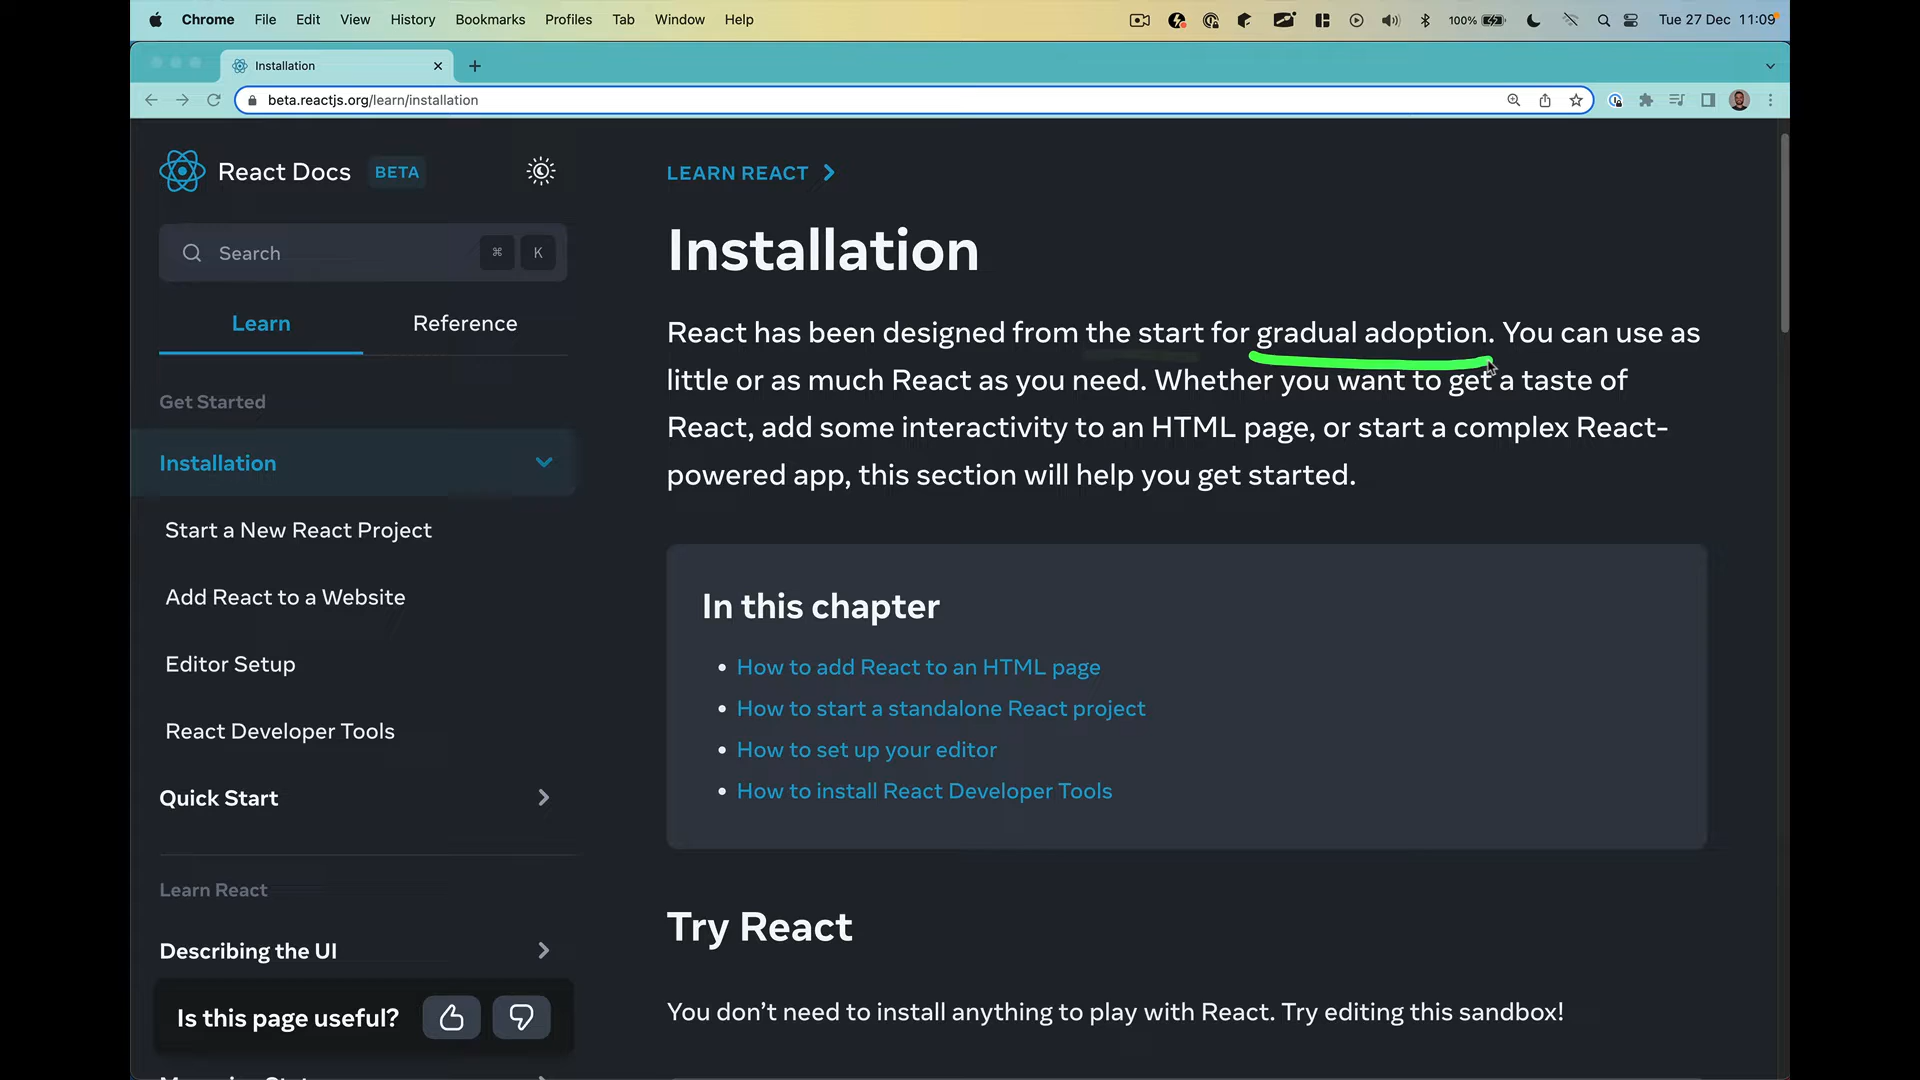 Chrome File Edit View History Bookmarks Profiles Tab Window Help 100% Tue 27 Dec 11:09
Installation
beta.reactjs.org/learn/installation
React Docs BETA
Search ⌘ K
Learn Reference
Get Started
Installation
Start a New React Project
Add React to a Website
Editor Setup
React Developer Tools
Quick Start
Learn React
Describing the UI
Is this page useful?
LEARN REACT
Installation
React has been designed from the start for gradual adoption. You can use as
little or as much React as you need. Whether you want to get a taste of
React, add some interactivity to an HTML page, or start a complex React-
powered app, this section will help you get started.
In this chapter
• How to add React to an HTML page
• How to start a standalone React project
• How to set up your editor
• How to install React Developer Tools
Try React
You don’t need to install anything to play with React. Try editing this sandbox!